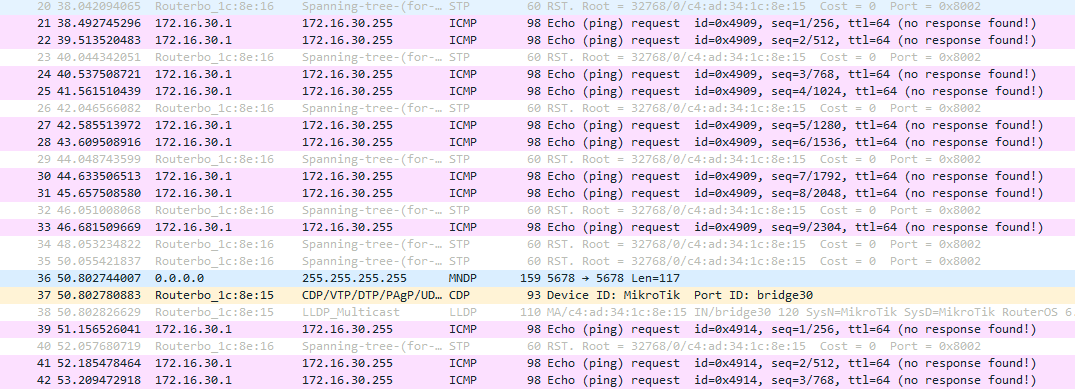 20 38.042094065 Routerbo_1c:8e:16 Spanning-tree-(for-… STP 60 RST. Root = 32768/0/c4:ad:34:1c:8e:15 Cost = 0 Port = 0x8002
21 38.492745296 172.16.30.1 172.16.30.255 ICMP 98 Echo (ping) request id=0x4909, seq=1/256, ttl=64 (no response found!)
22 39.513520483 172.16.30.1 172.16.30.255 ICMP 98 Echo (ping) request id=0x4909, seq=2/512, ttl=64 (no response found!)
23 40.044342051 Routerbo_1c:8e:16 Spanning-tree-(for-… STP 60 RST. Root = 32768/0/c4:ad:34:1c:8e:15 Cost = 0 Port = 0x8002
24 40.537508721 172.16.30.1 172.16.30.255 ICMP 98 Echo (ping) request id=0x4909, seq=3/768, ttl=64 (no response found!)
25 41.561510439 172.16.30.1 172.16.30.255 ICMP 98 Echo (ping) request id=0x4909, seq=4/1024, ttl=64 (no response found!)
26 42.046566082 Routerbo_1c:8e:16 Spanning-tree-(for-… STP 60 RST. Root = 32768/0/c4:ad:34:1c:8e:15 Cost = 0 Port = 0x8002
27 42.585513972 172.16.30.1 172.16.30.255 ICMP 98 Echo (ping) request id=0x4909, seq=5/1280, ttl=64 (no response found!)
28 43.609508916 172.16.30.1 172.16.30.255 ICMP 98 Echo (ping) request id=0x4909, seq=6/1536, ttl=64 (no response found!)
29 44.048743599 Routerbo_1c:8e:16 Spanning-tree-(for-… STP 60 RST. Root = 32768/0/c4:ad:34:1c:8e:15 Cost = 0 Port = 0x8002
30 44.633506513 172.16.30.1 172.16.30.255 ICMP 98 Echo (ping) request id=0x4909, seq=7/1792, ttl=64 (no response found!)
31 45.657508580 172.16.30.1 172.16.30.255 ICMP 98 Echo (ping) request id=0x4909, seq=8/2048, ttl=64 (no response found!)
32 46.051008068 Routerbo_1c:8e:16 Spanning-tree-(for-… STP 60 RST. Root = 32768/0/c4:ad:34:1c:8e:15 Cost = 0 Port = 0x8002
33 46.681509669 172.16.30.1 172.16.30.255 ICMP 98 Echo (ping) request id=0x4909, seq=9/2304, ttl=64 (no response found!)
34 48.053234822 Routerbo_1c:8e:16 Spanning-tree-(for-… STP 60 RST. Root = 32768/0/c4:ad:34:1c:8e:15 Cost = 0 Port = 0x8002
35 50.055421837 Routerbo_1c:8e:16 Spanning-tree-(for-… STP 60 RST. Root = 32768/0/c4:ad:34:1c:8e:15 Cost = 0 Port = 0x8002
36 50.802744007 0.0.0.0 255.255.255.255 MNDP 159 5678 → 5678 Len=117
37 50.802780883 Routerbo_1c:8e:15 CDP/VTP/DTP/PAgP/UD… CDP 93 Device ID: MikroTik Port ID: bridge30
38 50.802826629 Routerbo_1c:8e:15 LLDP_Multicast LLDP 110 MA/c4:ad:34:1c:8e:15 IN/bridge30 120 SysN=MikroTik SysD=MikroTik RouterOS 6.
39 51.156526041 172.16.30.1 172.16.30.255 ICMP 98 Echo (ping) request id=0x4914, seq=1/256, ttl=64 (no response found!)
40 52.057680719 Routerbo_1c:8e:16 Spanning-tree-(for-… STP 60 RST. Root = 32768/0/c4:ad:34:1c:8e:15 Cost = 0 Port = 0x8002
41 52.185478464 172.16.30.1 172.16.30.255 ICMP 98 Echo (ping) request id=0x4914, seq=2/512, ttl=64 (no response found!)
42 53.209472918 172.16.30.1 172.16.30.255 ICMP 98 Echo (ping) request id=0x4914, seq=3/768, ttl=64 (no response found!)